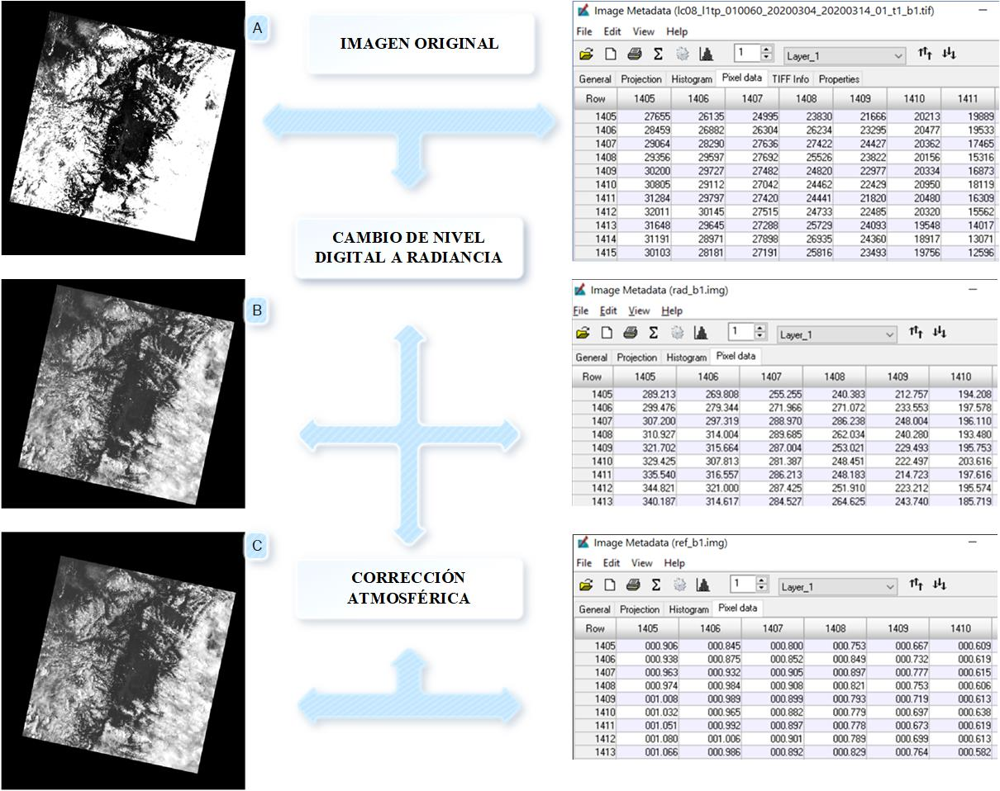 A
IMAGEN ORIGINAL
Image Metadata (lc08_l1tp_010060_20200304_20200314_01_t1_b1.tif)
File Edit View Help
1 Layer_1
General Projection Histogram Pixel data TIFF Info Properties
Row 1405 1406 1407 1408 1409 1410 1411
1405 27655 26135 24995 23830 21666 20213 19889
1406 28459 26882 26304 26234 23295 20477 19533
1407 29064 28290 27636 27422 24427 20362 17465
1408 29356 29597 27692 25526 23822 20156 15316
1409 30200 29727 27482 24820 22977 20334 16873
1410 30805 29112 27042 24462 22429 20950 18119
1411 31284 29797 27420 24441 21820 20480 16309
1412 32011 30145 27515 24733 22485 20320 15562
1413 31648 29645 27288 25729 24093 19548 14017
1414 31191 28971 27898 26935 24360 18917 13071
1415 30103 28181 27191 25816 23493 19756 12596
CAMBIO DE NIVEL
DIGITAL A RADIANCIA
B
Image Metadata (rad_b1.img)
File Edit View Help
1 Layer_1
General Projection Histogram Pixel data
Row 1405 1406 1407 1408 1409 1410
1405 289.213 269.808 255.255 240.383 212.757 194.208
1406 299.476 279.344 271.966 271.072 233.553 197.578
1407 307.200 297.319 288.970 286.238 248.004 196.110
1408 310.927 314.004 289.685 262.034 240.280 193.480
1409 321.702 315.664 287.004 253.021 229.493 195.753
1410 329.425 307.813 281.387 248.451 222.497 203.616
1411 335.540 316.557 286.213 248.183 214.723 197.616
1412 344.821 321.000 287.425 251.910 223.212 195.574
1413 340.187 314.617 284.527 264.625 243.740 185.719
C
CORRECCIÓN
ATMOSFÉRICA
Image Metadata (ref_b1.img)
File Edit View Help
1 Layer_1
General Projection Histogram Pixel data
Row 1405 1406 1407 1408 1409 1410
1405 000.906 000.845 000.800 000.753 000.667 000.609
1406 000.938 000.875 000.852 000.849 000.732 000.619
1407 000.963 000.932 000.905 000.897 000.777 000.615
1408 000.974 000.984 000.908 000.821 000.753 000.606
1409 001.008 000.989 000.899 000.793 000.719 000.613
1410 001.032 000.965 000.882 000.779 000.697 000.638
1411 001.051 000.992 000.897 000.778 000.673 000.619
1412 001.080 001.006 000.901 000.789 000.699 000.613
1413 001.066 000.986 000.892 000.829 000.764 000.582